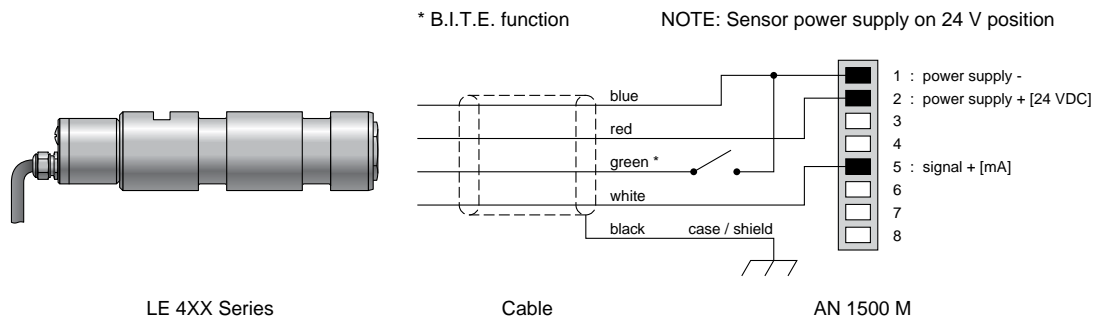 * B.I.T.E. function
NOTE: Sensor power supply on 24 V position
1 : power supply -
blue
2 : power supply + [24 VDC]
3
red
4
green *
5 : signal + [mA]
6
white
7
black case / shield
8
LE 4XX Series
Cable
AN 1500 M